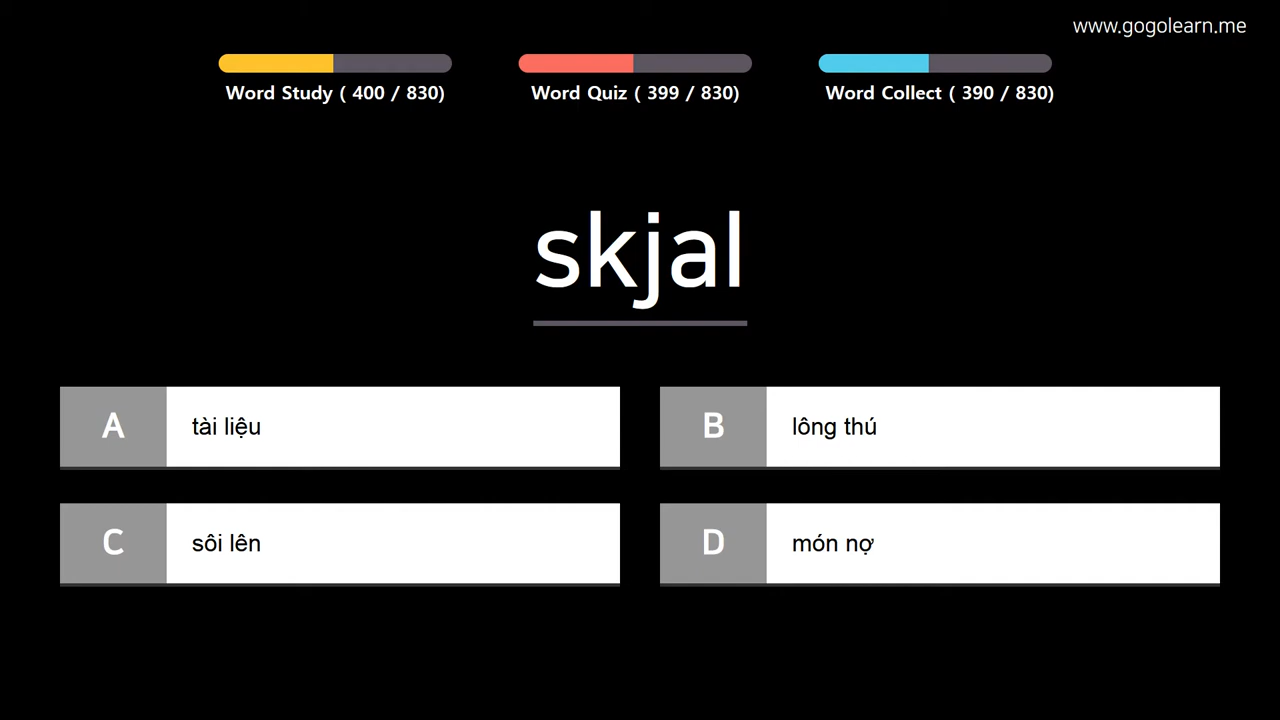 www.gogolearn.me
Word Study ( 400 / 830)
Word Quiz ( 399 / 830)
Word Collect ( 390 / 830)
skjal
A tài liệu
B lông thú
C sôi lên
D món nợ